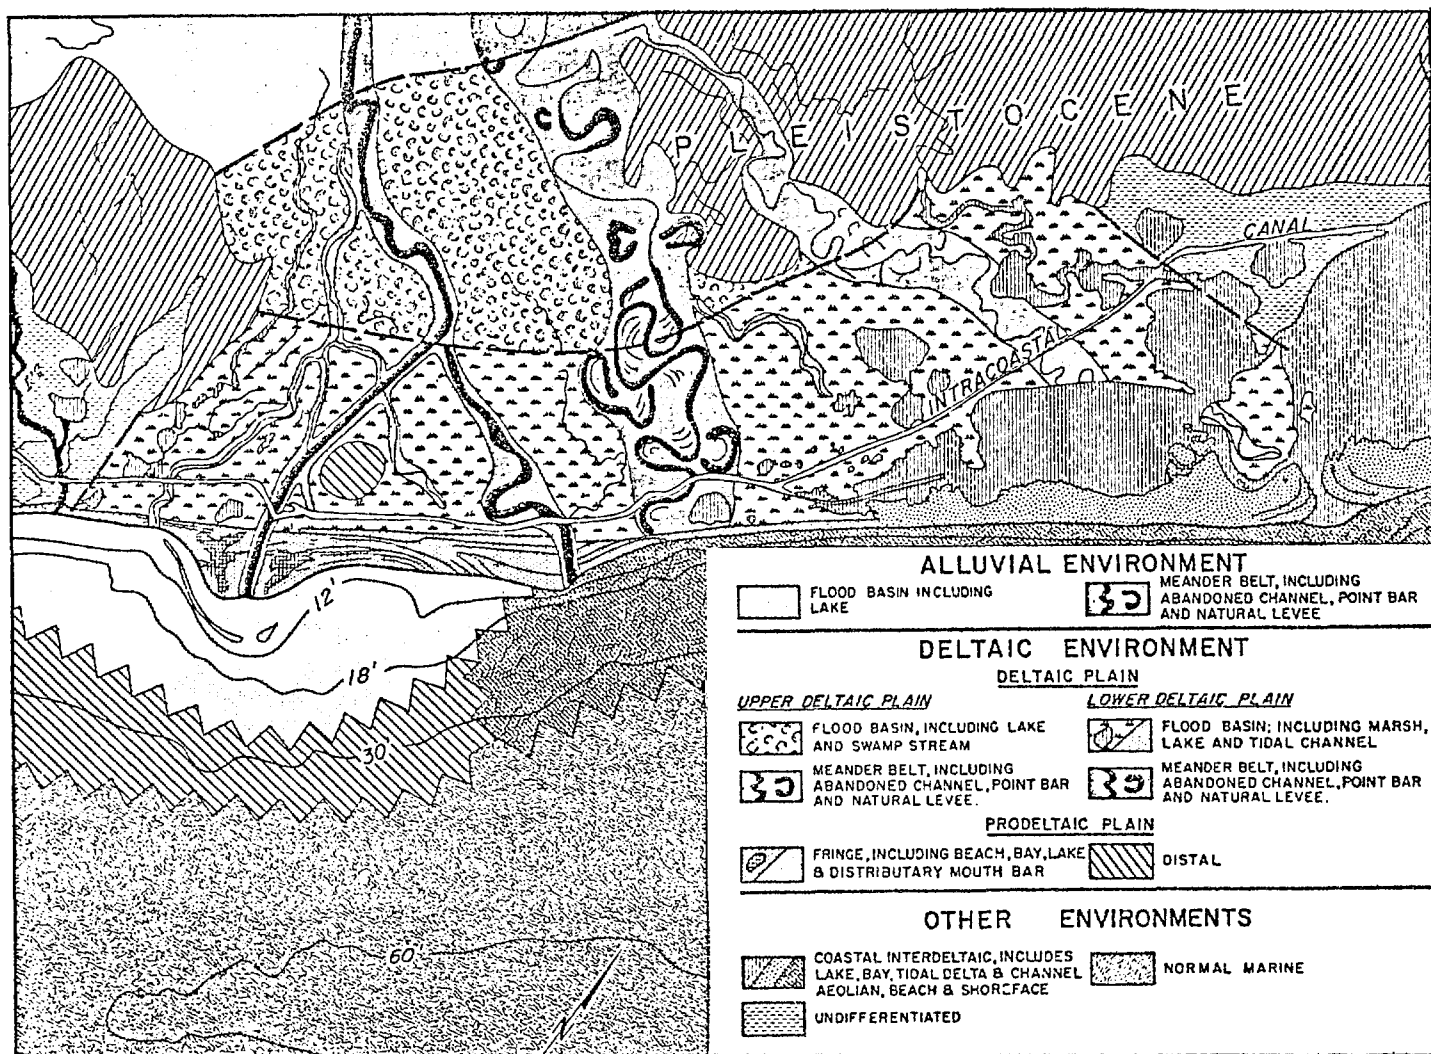 PLEISTOCENE
CANAL
INTRACOASTAL
12'
18'
30'
60'
ALLUVIAL ENVIRONMENT
FLOOD BASIN INCLUDING
LAKE
MEANDER BELT, INCLUDING
ABANDONED CHANNEL, POINT BAR
AND NATURAL LEVEE
DELTAIC ENVIRONMENT
DELTAIC PLAIN
UPPER DELTAIC PLAIN
FLOOD BASIN, INCLUDING LAKE
AND SWAMP STREAM
MEANDER BELT, INCLUDING
ABANDONED CHANNEL, POINT BAR
AND NATURAL LEVEE.
LOWER DELTAIC PLAIN
FLOOD BASIN; INCLUDING MARSH,
LAKE AND TIDAL CHANNEL
MEANDER BELT, INCLUDING
ABANDONED CHANNEL, POINT BAR
AND NATURAL LEVEE.
PRODELTAIC PLAIN
FRINGE, INCLUDING BEACH, BAY, LAKE
& DISTRIBUTARY MOUTH BAR
DISTAL
OTHER ENVIRONMENTS
COASTAL INTERDELTAIC, INCLUDES
LAKE, BAY, TIDAL DELTA & CHANNEL
AEOLIAN, BEACH & SHOREFACE
NORMAL MARINE
UNDIFFERENTIATED